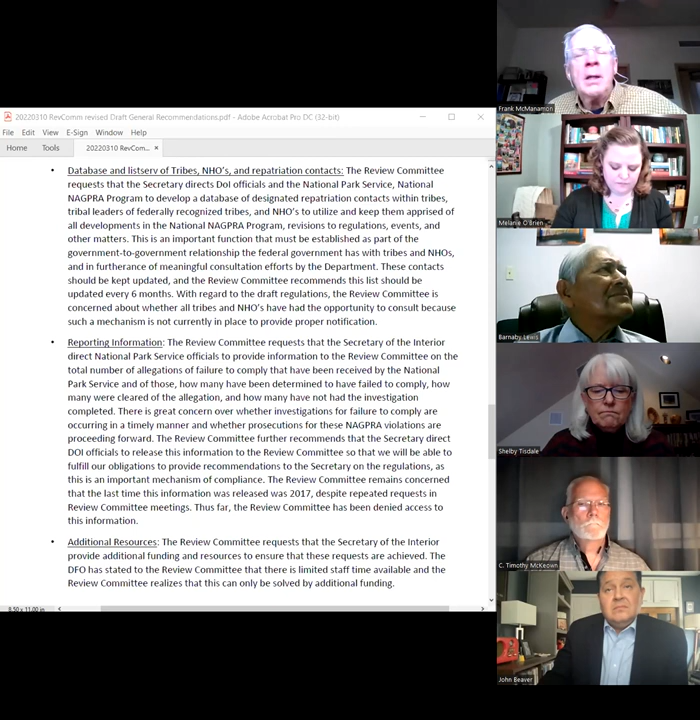 Frank McManamon
20220310 RevComm revised Draft General Recommendations.pdf - Adobe Acrobat Pro DC (32-bit)
File Edit View E-Sign Window Help
Home Tools 20220310 RevCom... ×
• Database and listserv of Tribes, NHO's, and repatriation contacts: The Review Committee
requests that the Secretary directs DOI officials and the National Park Service, National
NAGPRA Program to develop a database of designated repatriation contacts within tribes,
tribal leaders of federally recognized tribes, and NHO's to utilize and keep them apprised of
all developments in the National NAGPRA Program, revisions to regulations, events, and
other matters. This is an important function that must be established as part of the
government-to-government relationship the federal government has with tribes and NHOs,
and in furtherance of meaningful consultation efforts by the Department. These contacts
should be kept updated, and the Review Committee recommends this list should be
updated every 6 months. With regard to the draft regulations, the Review Committee is
concerned about whether all tribes and NHO's have had the opportunity to consult because
such a mechanism is not currently in place to provide proper notification.
• Reporting Information: The Review Committee requests that the Secretary of the Interior
direct National Park Service officials to provide information to the Review Committee on the
total number of allegations of failure to comply that have been received by the National
Park Service and of those, how many have been determined to have failed to comply, how
many were cleared of the allegation, and how many have not had the investigation
completed. There is great concern over whether investigations for failure to comply are
occurring in a timely manner and whether prosecutions for these NAGPRA violations are
proceeding forward. The Review Committee further recommends that the Secretary direct
DOI officials to release this information to the Review Committee so that we will be able to
fulfill our obligations to provide recommendations to the Secretary on the regulations, as
this is an important mechanism of compliance. The Review Committee remains concerned
that the last time this information was released was 2017, despite repeated requests in
Review Committee meetings. Thus far, the Review Committee has been denied access to
this information.
• Additional Resources: The Review Committee requests that the Secretary of the Interior
provide additional funding and resources to ensure that these requests are achieved. The
DFO has stated to the Review Committee that there is limited staff time available and the
Review Committee realizes that this can only be solved by additional funding.
8.50 x 11.00 in
Melanie O'Brien
Barnaby Lewis
Shelby Tisdale
C. Timothy McKeown
John Beaver